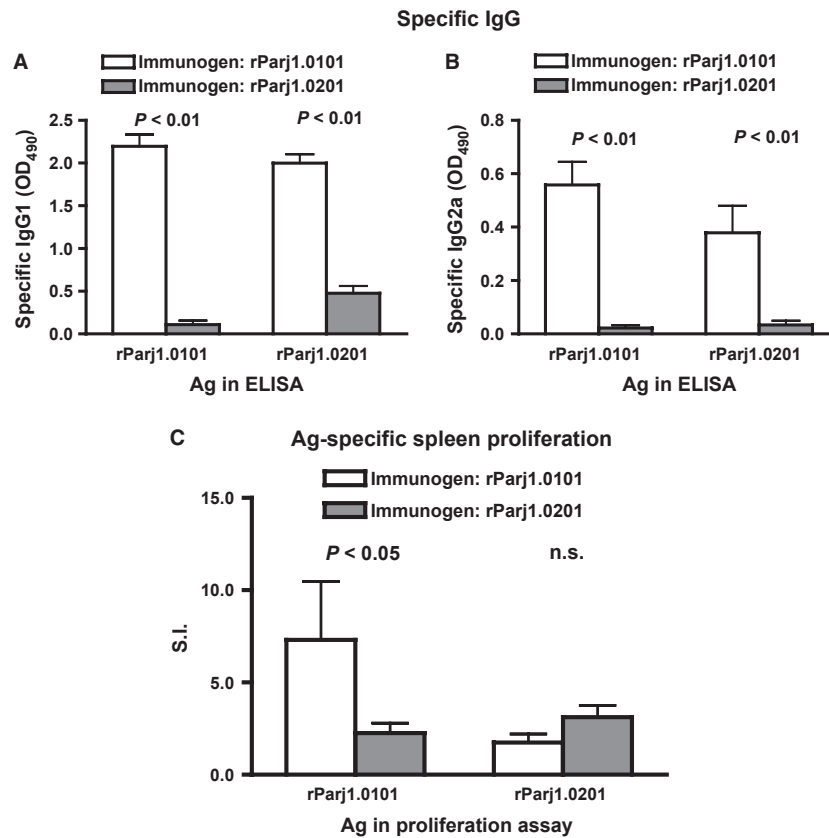 Specific IgG
A
Immunogen: rParj1.0101
Immunogen: rParj1.0201
P < 0.01
P < 0.01
2.5
2.0
1.5
1.0
0.5
0.0
Specific IgG1 (OD490)
rParj1.0101
rParj1.0201
Ag in ELISA
B
Immunogen: rParj1.0101
Immunogen: rParj1.0201
P < 0.01
P < 0.01
0.8
0.6
0.4
0.2
0.0
Specific IgG2a (OD490)
rParj1.0101
rParj1.0201
Ag in ELISA
C
Ag-specific spleen proliferation
Immunogen: rParj1.0101
Immunogen: rParj1.0201
P < 0.05
n.s.
15.0
10.0
5.0
0.0
S.I.
rParj1.0101
rParj1.0201
Ag in proliferation assay